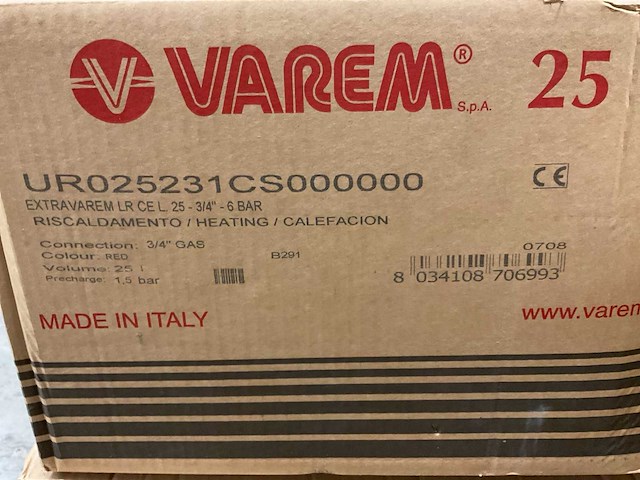 VAREM® S.p.A. 25
UR025231CS000000
CE
EXTRAVAREM LR CE L. 25 - 3/4" - 6 BAR
RISCALDAMENTO / HEATING / CALEFACION
Connection: 3/4" GAS
Colour: RED
B291
Volume: 25 l
Precharge: 1,5 bar
0708
8 034108 706993
MADE IN ITALY
www.varem